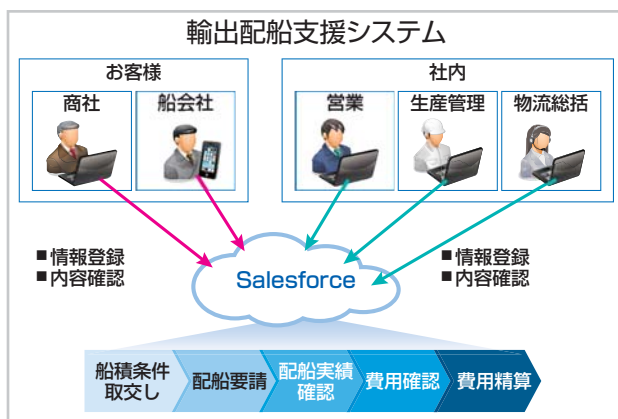 輸出配船支援システム
お客様
社内
商社
船会社
営業
生産管理
物流総括
■情報登録
■内容確認
Salesforce
■情報登録
■内容確認
船積条件
取交し
配船要請
配船実績
確認
費用確認
費用精算